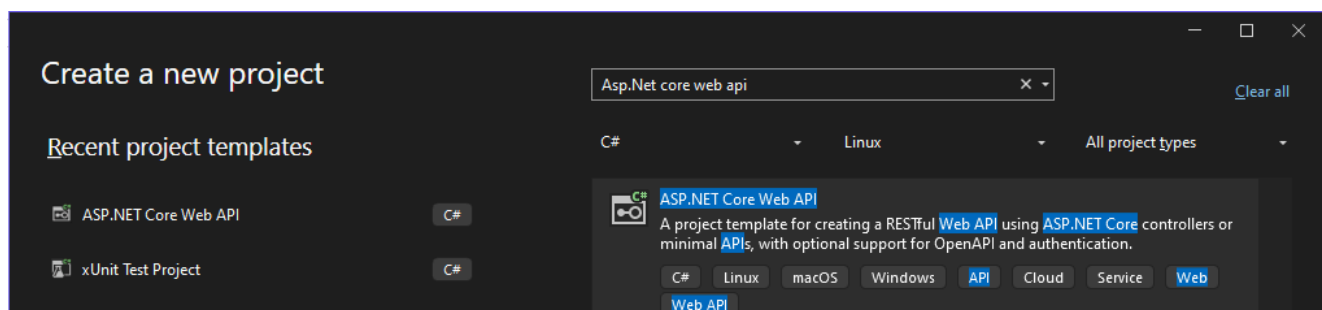 Create a new project
Recent project templates
ASP.NET Core Web API C#
xUnit Test Project C#
Asp.Net core web api
Clear all
C# Linux All project types
ASP.NET Core Web API
A project template for creating a RESTful Web API using ASP.NET Core controllers or
minimal APIs, with optional support for OpenAPI and authentication.
C# Linux macOS Windows API Cloud Service Web
Web API